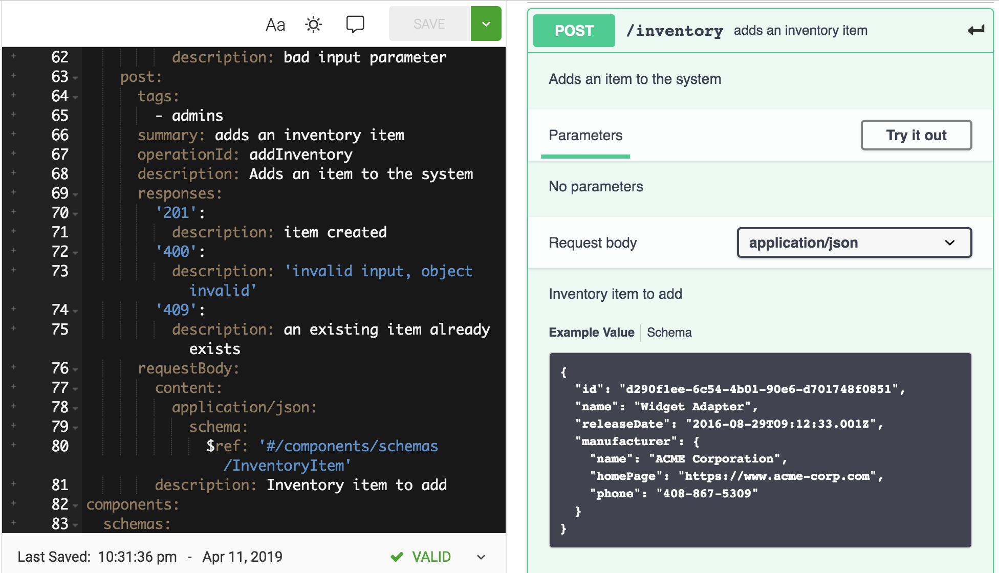 Aa
SAVE
62 description: bad input parameter
63 post:
64 tags:
65 - admins
66 summary: adds an inventory item
67 operationId: addInventory
68 description: Adds an item to the system
69 responses:
70 '201':
71 description: item created
72 '400':
73 description: 'invalid input, object
invalid'
74 '409':
75 description: an existing item already
exists
76 requestBody:
77 content:
78 application/json:
79 schema:
80 $ref: '#/components/schemas
/InventoryItem'
81 description: Inventory item to add
82 components:
83 schemas:
Last Saved: 10:31:36 pm - Apr 11, 2019
VALID
POST /inventory adds an inventory item
Adds an item to the system
Parameters
Try it out
No parameters
Request body
application/json
Inventory item to add
Example Value
Schema
{
"id": "d290f1ee-6c54-4b01-90e6-d701748f0851",
"name": "Widget Adapter",
"releaseDate": "2016-08-29T09:12:33.001Z",
"manufacturer": {
"name": "ACME Corporation",
"homePage": "https://www.acme-corp.com",
"phone": "408-867-5309"
}
}